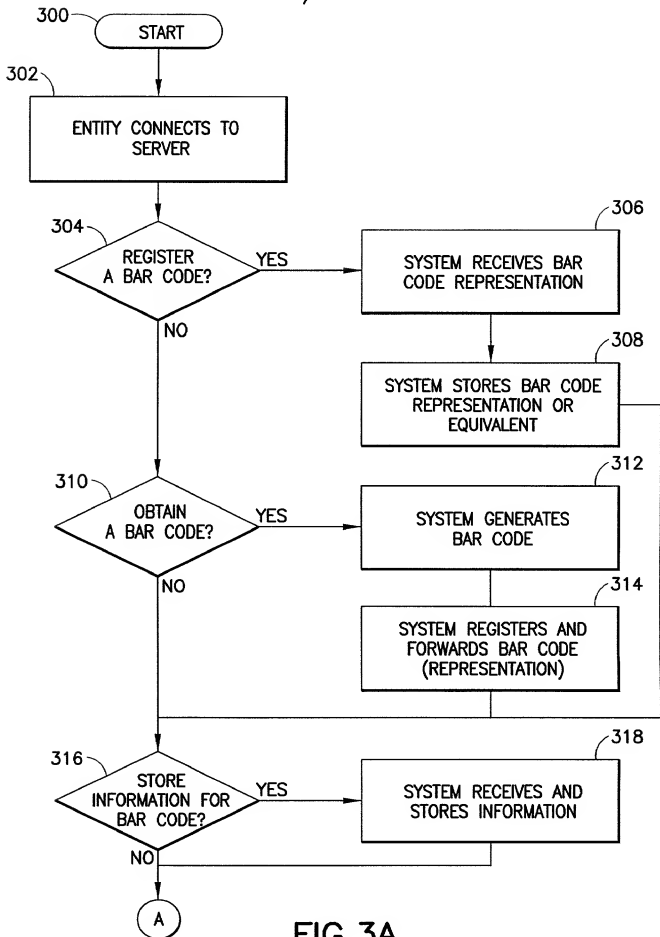 300
START
302
ENTITY CONNECTS TO
SERVER
304
REGISTER
A BAR CODE?
YES
NO
306
SYSTEM RECEIVES BAR
CODE REPRESENTATION
308
SYSTEM STORES BAR CODE
REPRESENTATION OR
EQUIVALENT
310
OBTAIN
A BAR CODE?
YES
NO
312
SYSTEM GENERATES
BAR CODE
314
SYSTEM REGISTERS AND
FORWARDS BAR CODE
(REPRESENTATION)
316
STORE
INFORMATION FOR
BAR CODE?
YES
NO
318
SYSTEM RECEIVES AND
STORES INFORMATION
A
FIG. 3A